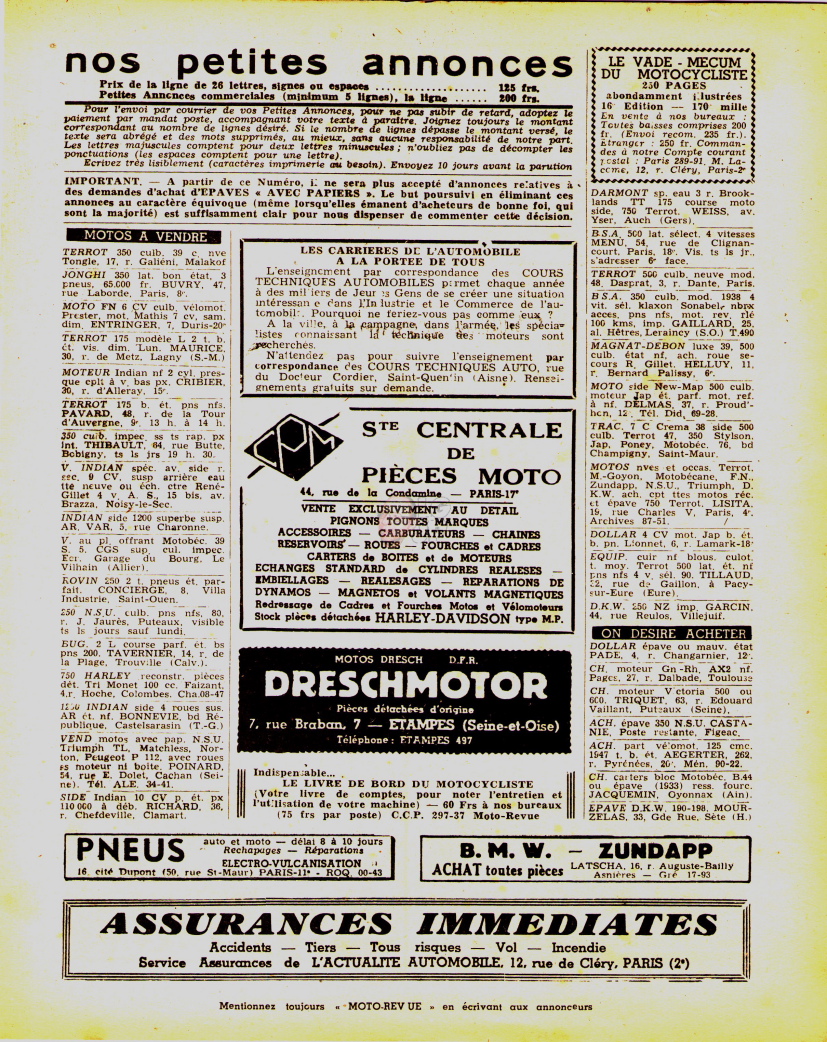 nos petites annonces
Prix de la ligne de 26 lettres, signes ou espaces .................. 125 frs.
Petites Annonces commerciales (minimum 5 lignes), la ligne ...... 200 frs.
Pour l'envoi par courrier de vos Petites Annonces, pour ne pas subir de retard, adoptez le
paiement par mandat poste, accompagnant votre texte à paraître. Joignez toujours le montant
correspondant au nombre de lignes désiré. Si le nombre de lignes dépasse le montant versé, le
texte sera abrégé et des mots supprimés, au mieux, sans aucune responsabilité de notre part.
Les lettres majuscules comptent pour deux lettres minuscules ; n'oubliez pas de décompter les
ponctuations (les espaces comptent pour une lettre).
Ecrivez très lisiblement (caractères imprimerie au besoin). Envoyez 10 jours avant la parution
IMPORTANT. — A partir de ce Numéro, il ne sera plus accepté d'annonces relatives à
des demandes d'achat d'EPAVES « AVEC PAPIERS ». Le but poursuivi en éliminant ces
annonces au caractère équivoque (même lorsqu'elles émanent d'acheteurs de bonne foi, qui
sont la majorité) est suffisamment clair pour nous dispenser de commenter cette décision.
MOTOS A VENDRE
TERROT 350 culb. 39 c. nve
Tongle, 17, r. Galiéni, Malakof
JONGHI 350 lat. bon état, 3
pneus, 65.000 fr. BUVRY, 47,
rue Laborde, Paris, 8e.
MOTO FN 6 CV culb, vélomot.
Prester, mot, Mathis 7 cv, sam.
dim, ENTRINGER, 7, Duris-20e
TERROT 175 modèle L 2 t. b.
ét. vis. dim. Lun. MAURICE,
30, r. de Metz, Lagny (S.-M.)
MOTEUR Indian nf 2 cyl, presque
cplt à v. bas px. CRIBIER,
30, r. d'Alleray, 15e.
TERROT 175 b. ét. pns nfs.
PAVARD, 48, r. de la Tour
d'Auvergne, 9e. 13 h. à 14 h.
350 culb. impec. ss ts rap. px
int. THIBAULT, 64, rue Butte,
Bobigny, ts ls jrs 19 h. 30.
V. INDIAN spéc. av. side r.
sec. 9 CV susp arrière eau
tté neuve ou éch. ctre René-
Gillet 4 v. A. S., 15 bis, av.
Brazza, Noisy-le-Sec.
INDIAN side 1200 superbe susp.
AR, VAR, 5, rue Charonne.
V. au pl. offrant Motobéc. 39
S. 5, CGS sup. cul. impec.
Ecr. Garage du Bourg. Le
Vilhain (Allier).
ROVIN 250 2 t. pneus ét, parfait.
CONCIERGE, 8, Villa
Industrie, Saint-Ouen.
250 N.S.U. culb. pns nfs, 80,
r. J. Jaurès, Puteaux, visible
ts ls jours sauf lundi.
BUG. 2 L course parf. ét. bs
pns 200. TAVERNIER, 14, r. de
la Plage, Trouville (Calv.).
750 HARLEY reconstr. pièces
dét. Tri Monet 100 cc. Faizant,
4, r. Hoche, Colombes, Cha.08-47
INDIAN side 4 roues sus.
AR ét. nf. BONNEVIE, bd République,
Castelsarasin (T.-G.)
VEND motos avec pap. N.S.U.
Triumph TL, Matchless, Norton,
Peugeot P 112, avec roues
ss moteur ni boîte. POINARD,
54, rue E. Dolet, Cachan (Seine).
Tél. ALE. 34-41.
SIDE Indian 10 CV p. ét. px
110.000 à déb. RICHARD, 36,
r. Chefdeville, Clamart.
LES CARRIERES DE L'AUTOMOBILE
A LA PORTEE DE TOUS
L'enseignement par correspondance des COURS
TECHNIQUES AUTOMOBILES permet chaque année
à des milliers de Jeunes Gens de se créer une situation
intéressante dans l'Industrie et le Commerce de l'automobile.
Pourquoi ne feriez-pas comme eux ?
A la ville, à la campagne, dans l'armée, les spécialistes
connaissant la technique des moteurs sont
recherchés.
N'attendez pas pour suivre l'enseignement par
correspondance des COURS TECHNIQUES AUTO, rue
du Docteur Cordier, Saint-Quentin (Aisne). Renseignements
gratuits sur demande.
CPM
STE CENTRALE
DE
PIÈCES MOTO
44, rue de la Condamine — PARIS-17e
VENTE EXCLUSIVEMENT AU DETAIL
PIGNONS TOUTES MARQUES
ACCESSOIRES — CARBURATEURS — CHAINES
RESERVOIRS — ROUES — FOURCHES et CADRES
CARTERS de BOITES et de MOTEURS
ECHANGES STANDARD de CYLINDRES REALESES —
EMBIELLAGES — REALESAGES — REPARATIONS DE
DYNAMOS — MAGNETOS et VOLANTS MAGNETIQUES
Redressage de Cadres et Fourches Motos et Vélomoteurs
Stock pièces détachées HARLEY-DAVIDSON type M.P.
MOTOS DRESCH D.F.R.
DRESCHMOTOR
Pièces détachées d'origine
7, rue Braban, 7 — ETAMPES (Seine-et-Oise)
Téléphone : ETAMPES 497
Indispensable...
LE LIVRE DE BORD DU MOTOCYCLISTE
(Votre livre de comptes, pour noter l'entretien et
l'utilisation de votre machine) — 60 Frs à nos bureaux
(75 frs par poste) C.C.P. 297-37 Moto-Revue
LE VADE-MECUM
DU MOTOCYCLISTE
250 PAGES
abondamment illustrées
16e Edition — 170e mille
En vente à nos bureaux :
Toutes bourses comprises 200
fr. (Envoi recom. 235 fr.).
Etranger : 250 fr. Commandes
à notre Compte courant
postal : Paris 289-91, M. Lacome,
12, r. Cléry, Paris-2e
DARMONT sp. eau 3 r. Brooklands
TT 175 course moto
side, 750 Terrot. WEISS, av.
Yser, Auch (Gers).
B.S.A. 500 lat. sélect. 4 vitesses
MENU, 54, rue de Clignancourt,
Paris, 18e. Vis. ts ls jr..
s'adresser 6e face.
TERROT 500 culb, neuve mod.
48, Dasprat, 3, r. Dante, Paris.
B.S.A. 350 culb. mod. 1938 4
vit. sél. klaxon Sonabel, nbrx
acces, pns nfs, mot. rev, rlé
100 kms, imp. GAILLARD, 25,
al. Hêtres, Leraincy (S.O.) T.490
MAGNAT-DEBON luxe 39, 500
culb. état nf, ach. roue secours
R. Gillet. HELLUY, 11,
r. Bernard Palissy, 6e.
MOTO side New-Map 500 culb.
moteur Jap ét. parf. mot. ref.
à nf. DELMAS, 37, r. Proud'hon,
12e. Tél. Did. 69-28.
TRAC. 7 C Crema 38 side 500
culb. Terrot 47, 350 Stylson,
Jap, Poney, Motobéc. 76, bd
Champigny, Saint-Maur.
MOTOS nves et occas. Terrot,
M.-Goyon, Motobécane, F.N.,
Zundapp, N.S.U., Triumph, D.
K.W. ach. cpt ttes motos réc.
et épave 750 Terrot, LISITA,
19, rue Charles V, Paris, 4e.
Archives 87-51.
DOLLAR 4 CV mot. Jap b. ét.
b. pn. Lionnet, 6, r. Lamark-18e
EQUIP. cuir nf blous. culot.
t. moy. Terrot 500 lat. ét. nf
pns nfs 4 v. sél. 90. TILLAUD,
22, rue de Gaillon, à Pacy-
sur-Eure (Eure).
D.K.W. 250 NZ imp. GARCIN,
44, rue Reulos, Villejuif.
ON DESIRE ACHETER
DOLLAR épave ou mauv. état
PADE, 4, r. Changarnier, 12e.
CH. moteur Gn-Rh, AX2 nf.
Pages, 27, r. Dalbade, Toulouse
CH. moteur Victoria 500 ou
600. TRIQUET, 63, r. Edouard
Vaillant, Puteaux (Seine).
ACH. épave 350 N.S.U. CASTANIE,
Poste restante, Figeac.
ACH. part vélomot. 125 cmc.
1947 t. b. ét. AEGERTER, 262,
r. Pyrénées, 20e. Mén. 90-22.
CH. carters bloc Motobéc. B.44
ou épave (1933) ress. fourc.
JACQUEMIN, Oyonnax (Ain).
EPAVE D.K.W. 190-198. MOURZELAS,
33, Gde Rue, Sète (H.)
PNEUS
auto et moto — délai 8 à 10 jours
Rechapages — Réparations
ELECTRO-VULCANISATION
16, cité Dupont (50, rue St-Maur) PARIS-11e - ROQ. 00-43
B.M.W. — ZUNDAPP
ACHAT toutes pièces
LATSCHA, 16, r. Auguste-Bailly
Asnières — Gré 17-93
ASSURANCES IMMEDIATES
Accidents — Tiers — Tous risques — Vol — Incendie
Service Assurances de L'ACTUALITE AUTOMOBILE, 12, rue de Cléry, PARIS (2e)
Mentionnez toujours « MOTO-REVUE » en écrivant aux annonceurs